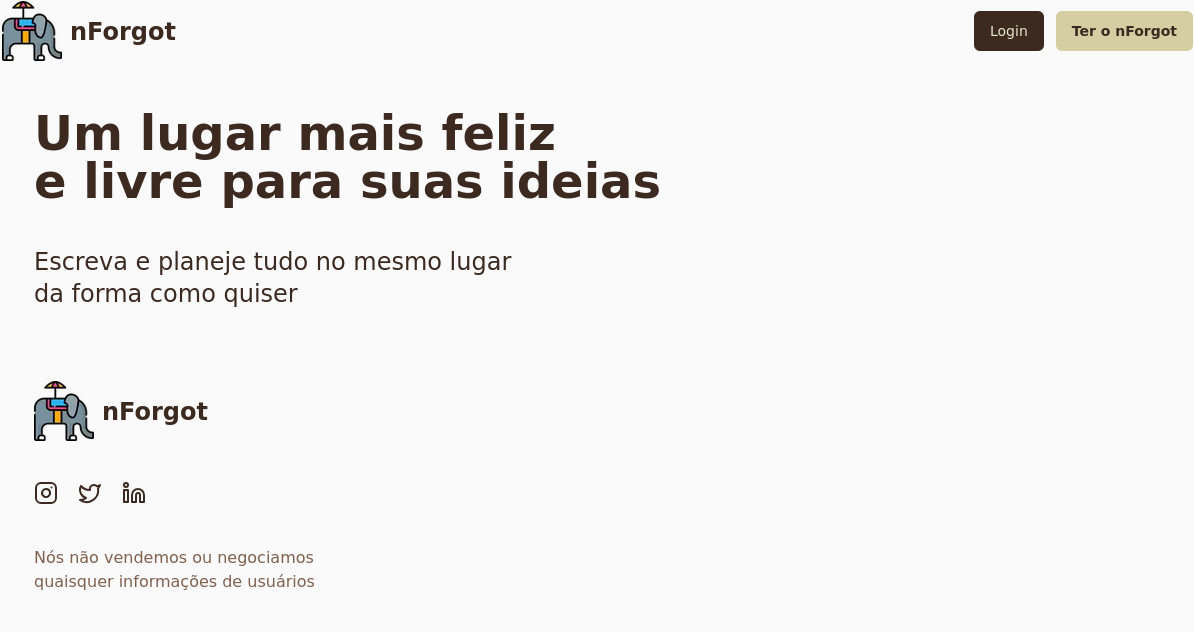 nForgot
Login
Ter o nForgot
Um lugar mais feliz
e livre para suas ideias
Escreva e planeje tudo no mesmo lugar
da forma como quiser
nForgot
Nós não vendemos ou negociamos
quaisquer informações de usuários